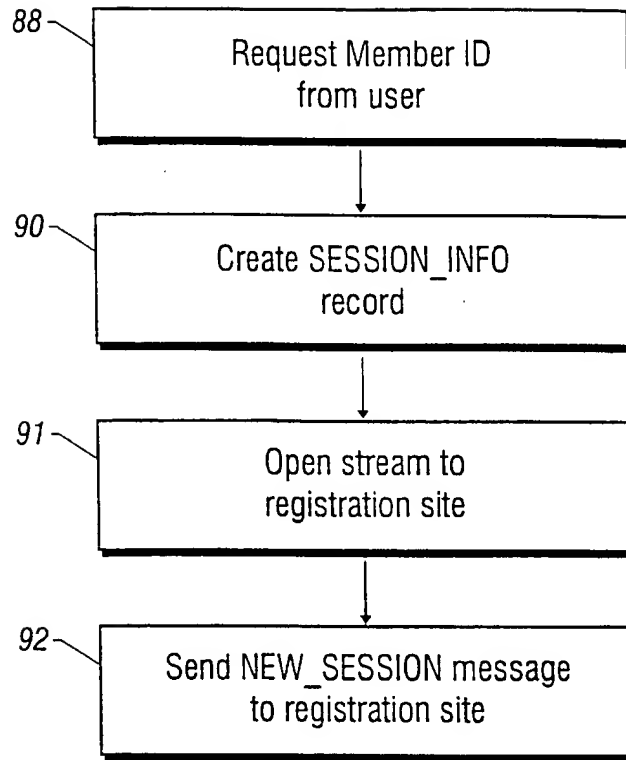 88
Request Member ID
from user
90
Create SESSION_INFO
record
91
Open stream to
registration site
92
Send NEW_SESSION message
to registration site